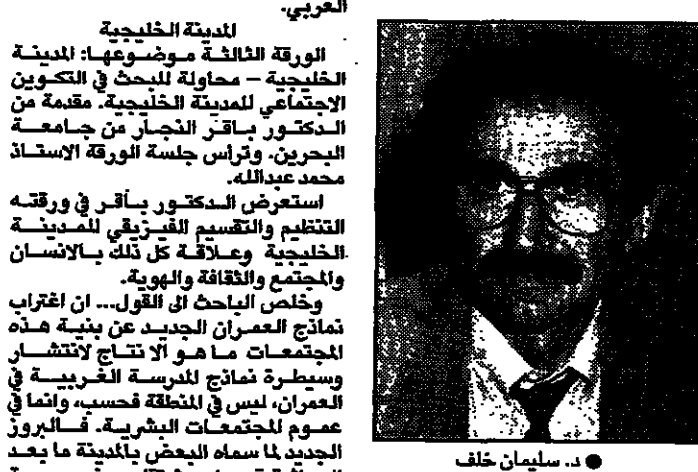 العربي.
المدينة الخليجية
الورقة الثالثة موضوعها: المدينة
الخليجية – محاولة للبحث في التكوين
الاجتماعي للمدينة الخليجية. مقدمة من
الدكتور باقر النجار من جامعة
البحرين. وترأس جلسة الورقة الاستاذ
محمد عبدالله.
استعرض الدكتور باقر في ورقته
التنظيم والتقسيم الفيزيقي للمدينة
الخليجية وعلاقة كل ذلك بالانسان
والمجتمع والثقافة والهوية.
وخلص الباحث الى القول... ان اغتراب
نماذج العمران الجديد عن بنية هذه
المجتمعات ما هو الا نتاج لانتشار
وسيطرة نماذج المدرسة الغربية في
العمران، ليس في المنطقة فحسب، وانما في
عموم المجتمعات البشرية. فالبروز
الجديد لما سماه البعض بالمدينة ما بعد
د. سليمان خلف